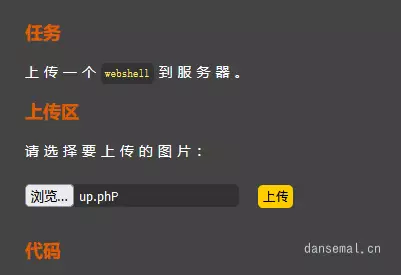 任务
上传一个 webshell 到服务器。
上传区
请选择要上传的图片：
浏览... up.phP 上传
代码
dansemal.cn